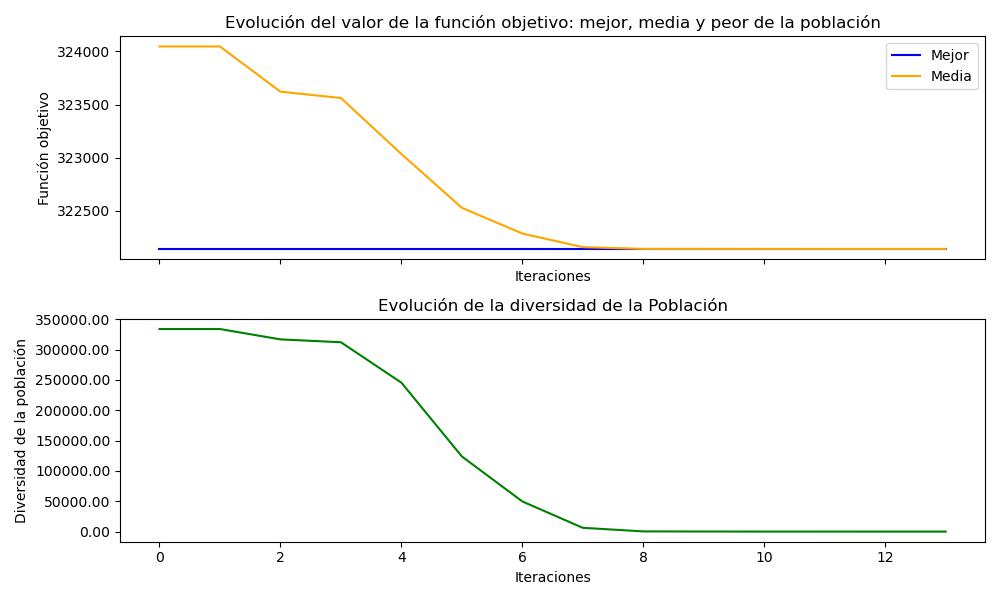 Evolución del valor de la función objetivo: mejor, media y peor de la población
Función objetivo
324000
323500
323000
322500
Mejor
Media
Iteraciones
Evolución de la diversidad de la Población
Diversidad de la población
350000.00
300000.00
250000.00
200000.00
150000.00
100000.00
50000.00
0.00
0 2 4 6 8 10 12
Iteraciones